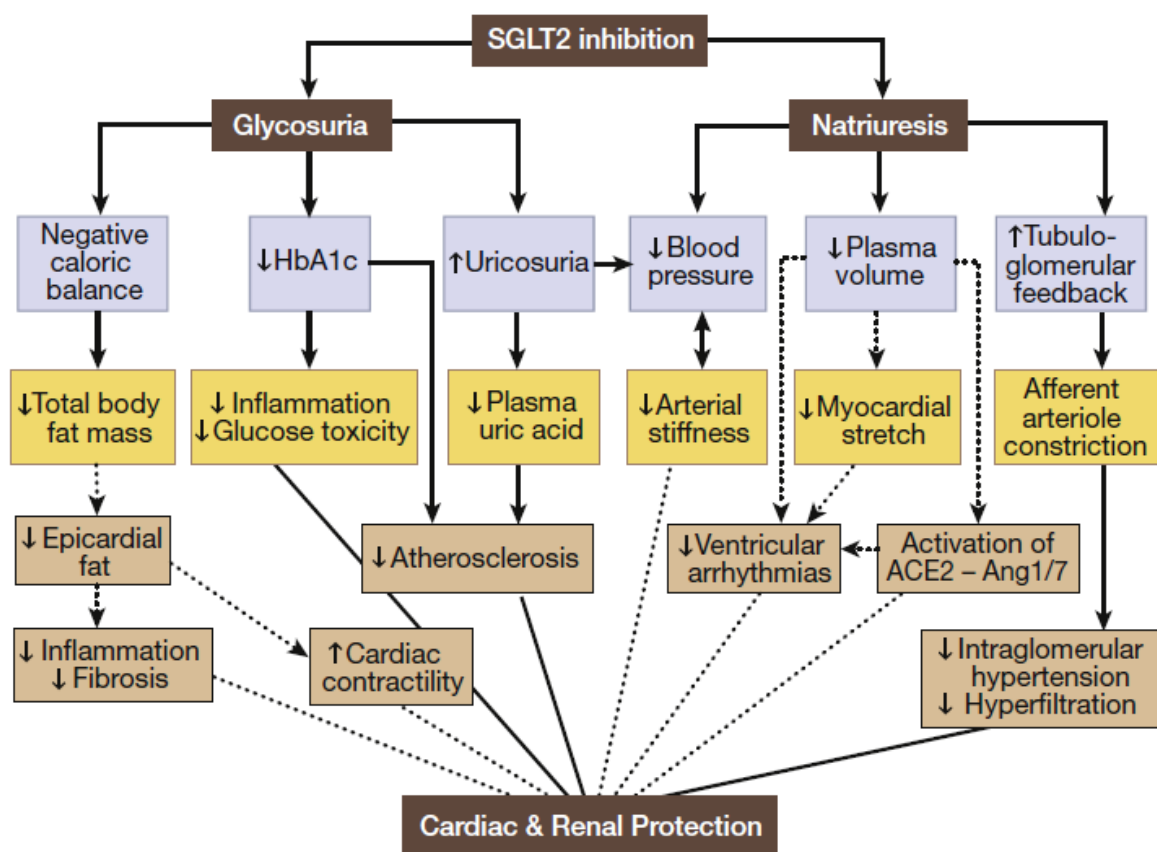 SGLT2 inhibition
Glycosuria
Natriuresis
Negative
caloric
balance
↓HbA1c
↑Uricosuria
↓Blood
pressure
↓Plasma
volume
↑Tubulo-
glomerular
feedback
↓Total body
fat mass
↓Inflammation
↓Glucose toxicity
↓Plasma
uric acid
↓Arterial
stiffness
↓Myocardial
stretch
Afferent
arteriole
constriction
↓Epicardial
fat
↓Atherosclerosis
↓Ventricular
arrhythmias
Activation of
ACE2 – Ang1/7
↓Inflammation
↓Fibrosis
↑Cardiac
contractility
↓Intraglomerular
hypertension
↓Hyperfiltration
Cardiac & Renal Protection